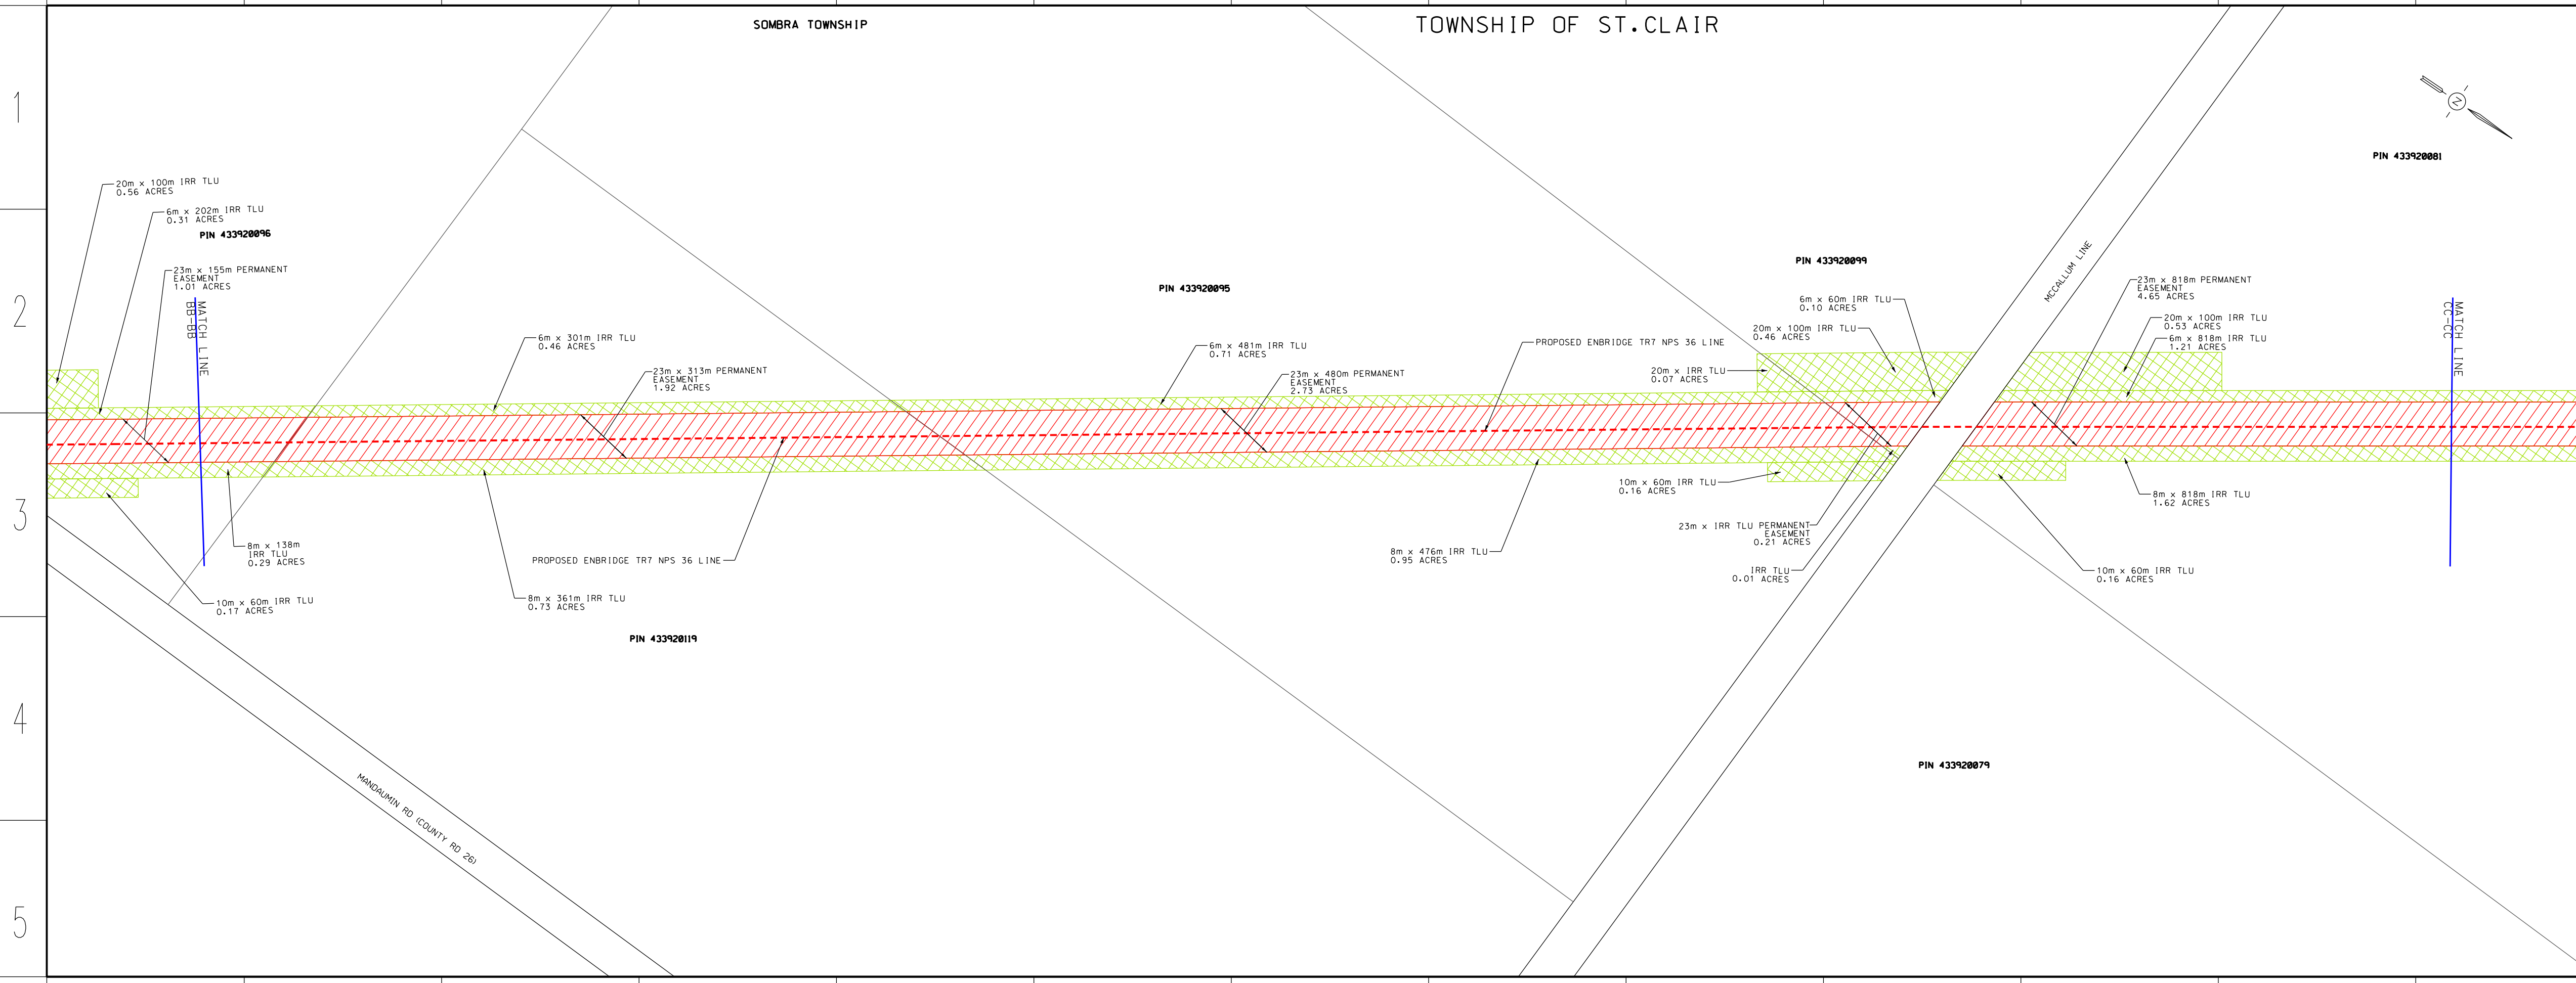 SOMBRA TOWNSHIP
TOWNSHIP OF ST.CLAIR
1
2
3
4
5
N
PIN 433920081
20m x 100m IRR TLU
0.56 ACRES
6m x 202m IRR TLU
0.31 ACRES
PIN 433920096
23m x 155m PERMANENT
EASEMENT
1.01 ACRES
MATCH LINE
BB-BB
6m x 301m IRR TLU
0.46 ACRES
23m x 313m PERMANENT
EASEMENT
1.92 ACRES
PIN 433920095
6m x 481m IRR TLU
0.71 ACRES
23m x 480m PERMANENT
EASEMENT
2.73 ACRES
PROPOSED ENBRIDGE TR7 NPS 36 LINE
PIN 433920099
6m x 60m IRR TLU
0.10 ACRES
20m x 100m IRR TLU
0.46 ACRES
20m x IRR TLU
0.07 ACRES
MCCALLUM LINE
23m x 818m PERMANENT
EASEMENT
4.65 ACRES
20m x 100m IRR TLU
0.53 ACRES
6m x 818m IRR TLU
1.21 ACRES
MATCH LINE
CC-CC
8m x 138m
IRR TLU
0.29 ACRES
10m x 60m IRR TLU
0.17 ACRES
PROPOSED ENBRIDGE TR7 NPS 36 LINE
8m x 361m IRR TLU
0.73 ACRES
PIN 433920119
8m x 476m IRR TLU
0.95 ACRES
10m x 60m IRR TLU
0.16 ACRES
23m x IRR TLU PERMANENT
EASEMENT
0.21 ACRES
IRR TLU
0.01 ACRES
8m x 818m IRR TLU
1.62 ACRES
10m x 60m IRR TLU
0.16 ACRES
PIN 433920079
MANDAUMIN RD (COUNTY RD 26)